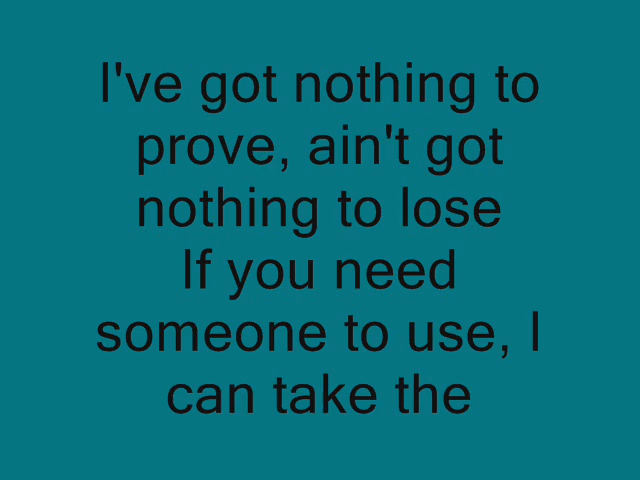 I've got nothing to
prove, ain't got
nothing to lose
If you need
someone to use, I
can take the